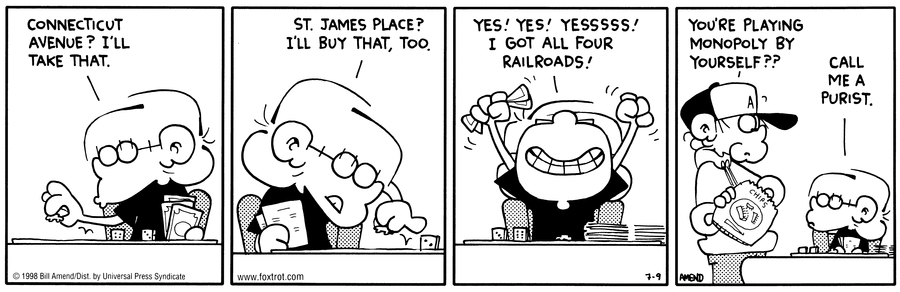 CONNECTICUT
AVENUE? I'LL
TAKE THAT.
© 1998 Bill Amend/Dist. by Universal Press Syndicate
ST. JAMES PLACE?
I'LL BUY THAT, TOO.
www.foxtrot.com
YES! YES! YESSSSS!
I GOT ALL FOUR
RAILROADS!
7-9
YOU'RE PLAYING
MONOPOLY BY
YOURSELF??
A
CALL
ME A
PURIST.
CHIPS
AMEND